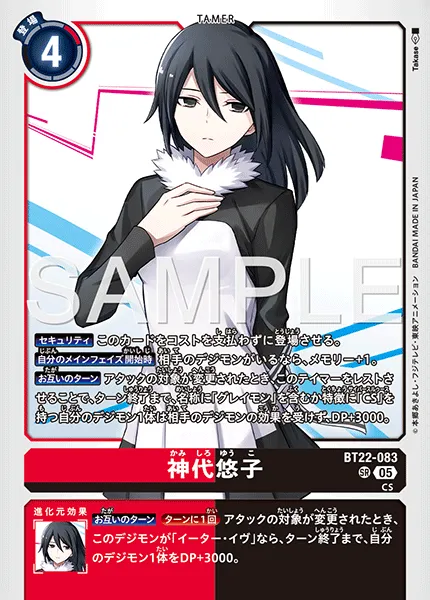 TAMER
登場
4
Takase
©本郷あきよし・フジテレビ・東映アニメーション BANDAI MADE IN JAPAN
SAMPLE
セキュリティ このカードをコストを支払わずに登場させる。
自分のメインフェイズ開始時 相手のデジモンがいるなら、メモリー+1。
お互いのターン アタックの対象が変更されたとき、このテイマーをレストさ
せることで、ターン終了まで、名称に「グレイモン」を含むか特徴に「CS」を
持つ自分のデジモン1体は相手のデジモンの効果を受けず、DP+3000。
かみしろ ゆうこ
神代悠子
BT22-083
SR 05
CS
進化元効果
お互いのターン ターンに1回 アタックの対象が変更されたとき、
このデジモンが「イーター・イヴ」なら、ターン終了まで、自分
のデジモン1体をDP+3000。